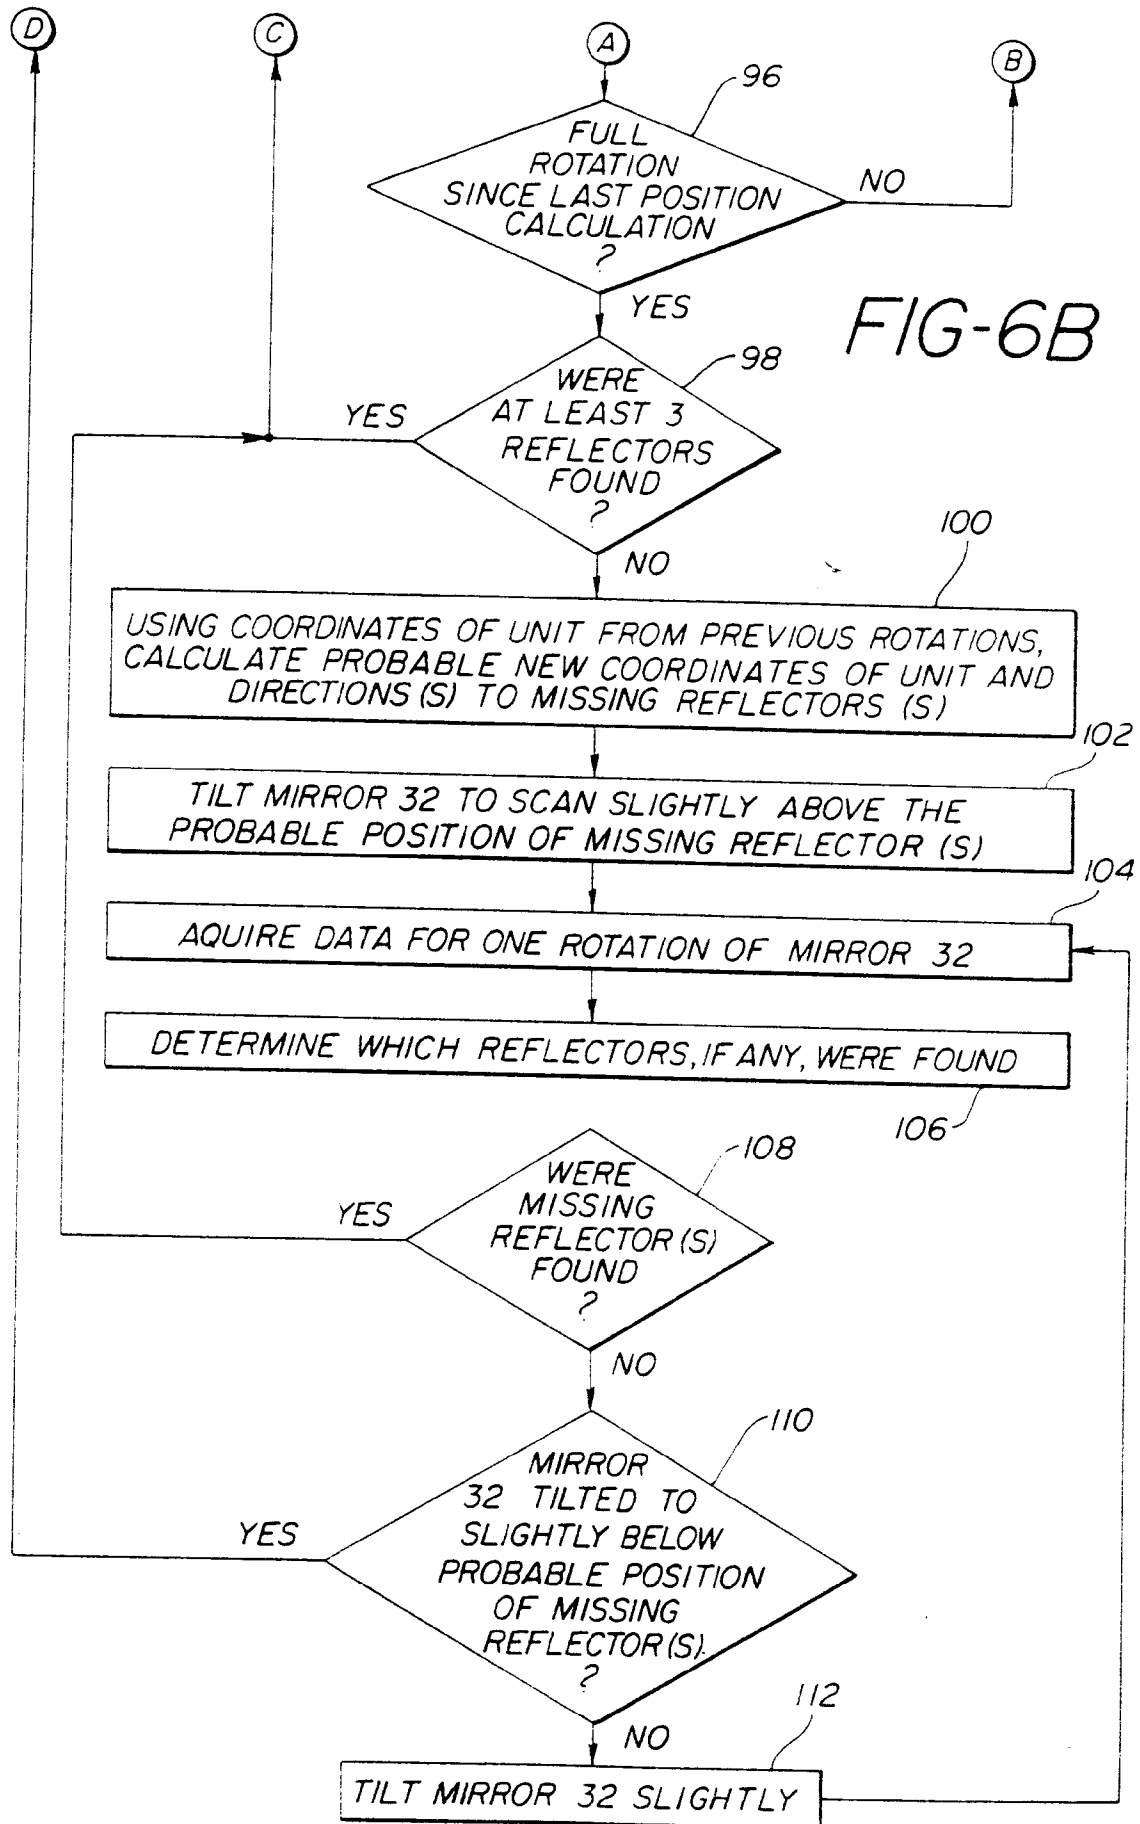 D
C
A
B
96
FULL
ROTATION
SINCE LAST POSITION
CALCULATION
?
NO
YES
FIG-6B
98
WERE
AT LEAST 3
REFLECTORS
FOUND
?
YES
NO
100
USING COORDINATES OF UNIT FROM PREVIOUS ROTATIONS,
CALCULATE PROBABLE NEW COORDINATES OF UNIT AND
DIRECTIONS(S) TO MISSING REFLECTORS (S)
102
TILT MIRROR 32 TO SCAN SLIGHTLY ABOVE THE
PROBABLE POSITION OF MISSING REFLECTOR (S)
104
AQUIRE DATA FOR ONE ROTATION OF MIRROR 32
DETERMINE WHICH REFLECTORS, IF ANY, WERE FOUND
106
108
WERE
MISSING
REFLECTOR(S)
FOUND
?
YES
NO
110
MIRROR
32 TILTED TO
SLIGHTLY BELOW
PROBABLE POSITION
OF MISSING
REFLECTOR(S)
?
YES
NO
112
TILT MIRROR 32 SLIGHTLY